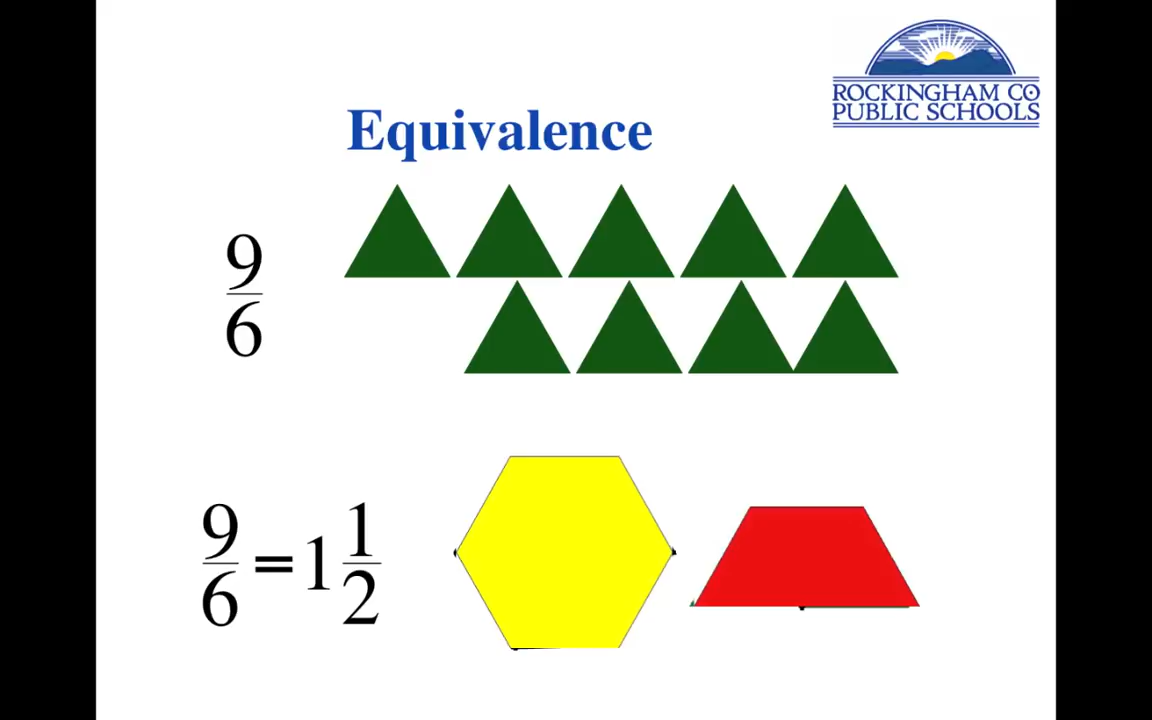 ROCKINGHAM CO
PUBLIC SCHOOLS
Equivalence
9/6
9/6 = 1 1/2